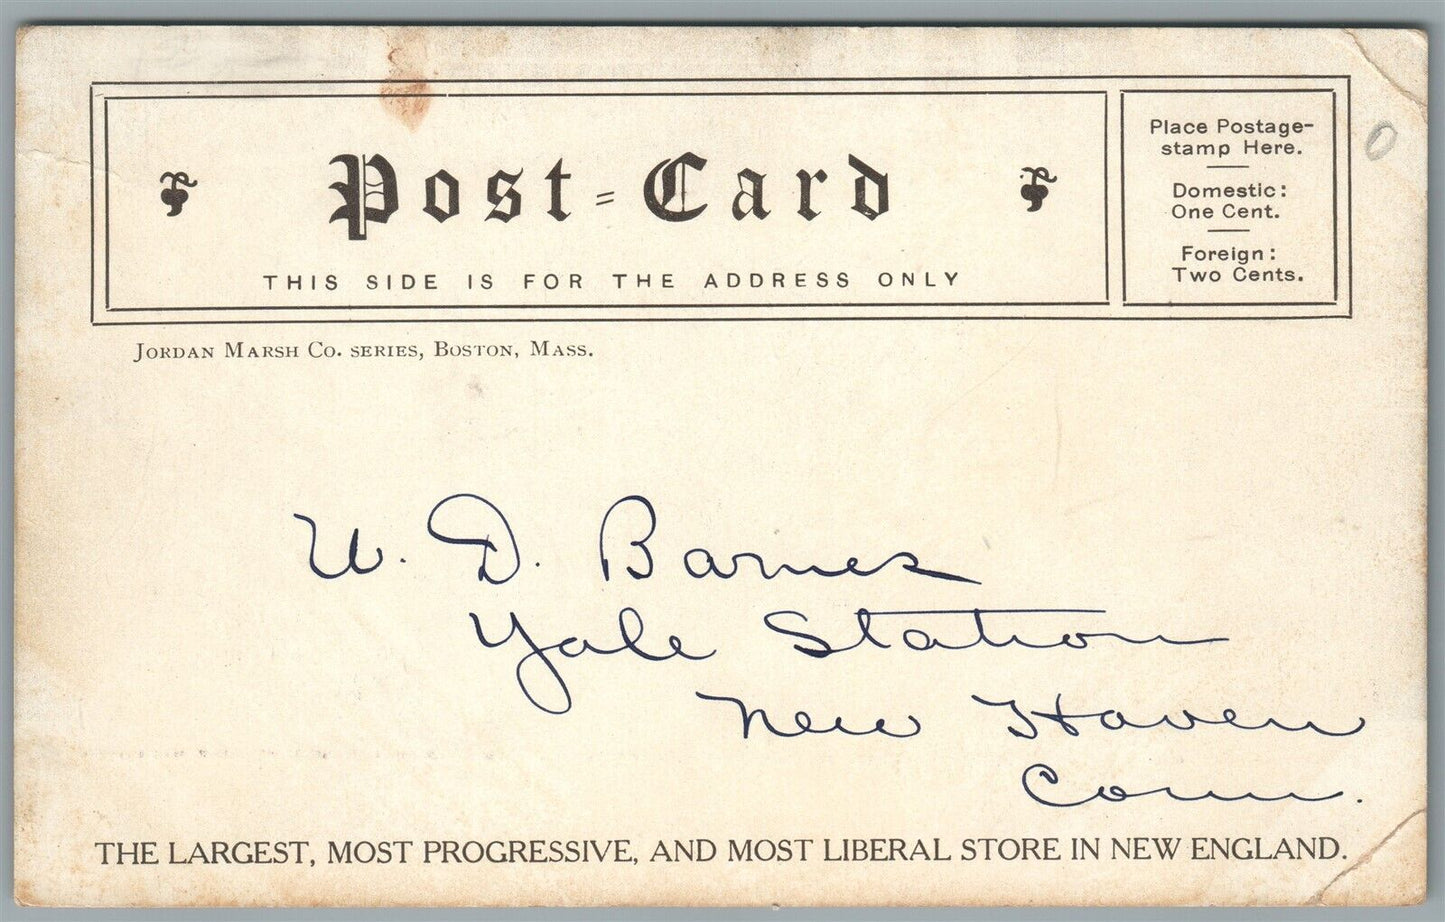 Post-Card
THIS SIDE IS FOR THE ADDRESS ONLY
Place Postage-
stamp Here.
Domestic:
One Cent.
Foreign:
Two Cents.
0
Jordan Marsh Co. series, Boston, Mass.
W. D. Barnes
Yale Station
New Haven
Conn.
THE LARGEST, MOST PROGRESSIVE, AND MOST LIBERAL STORE IN NEW ENGLAND.